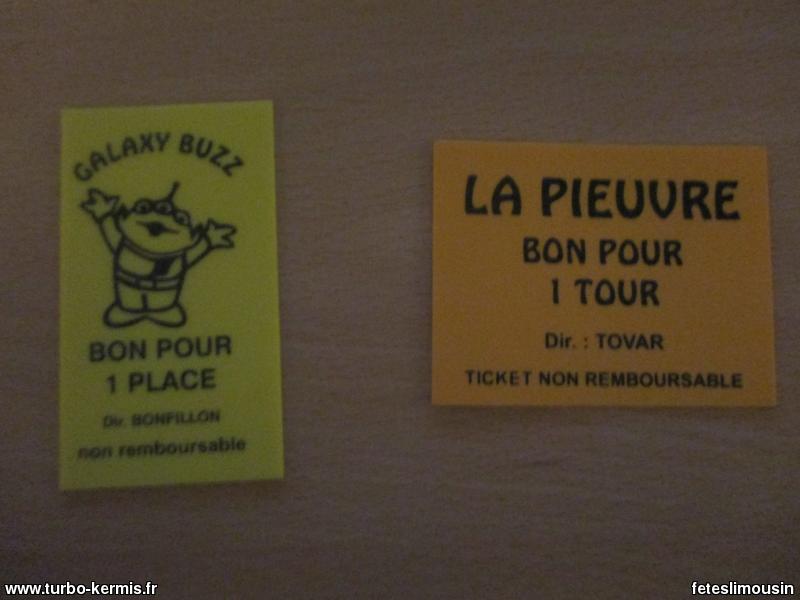 GALAXY BUZZ
BON POUR
1 PLACE
Dir. BONFILLON
non remboursable
LA PIEUVRE
BON POUR
1 TOUR
Dir. : TOVAR
TICKET NON REMBOURSABLE
www.turbo-kermis.fr
feteslimousin